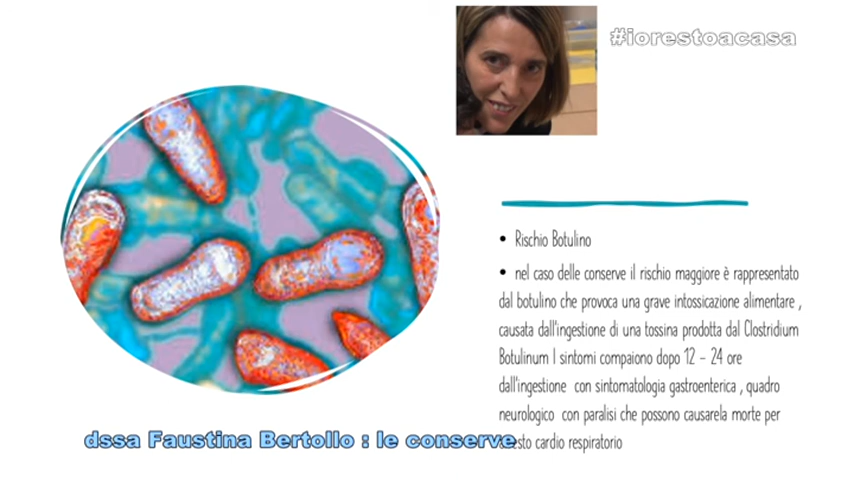 #iorestoacasa
• Rischio Botulino
• nel caso delle conserve il rischio maggiore è rappresentato
dal botulino che provoca una grave intossicazione alimentare ,
causata dall'ingestione di una tossina prodotta dal Clostridium
Botulinum I sintomi compaiono dopo 12 – 24 ore
dall'ingestione con sintomatologia gastroenterica , quadro
neurologico con paralisi che possono causarela morte per
cardio respiratorio
dssa Faustina Bertollo : le conserve